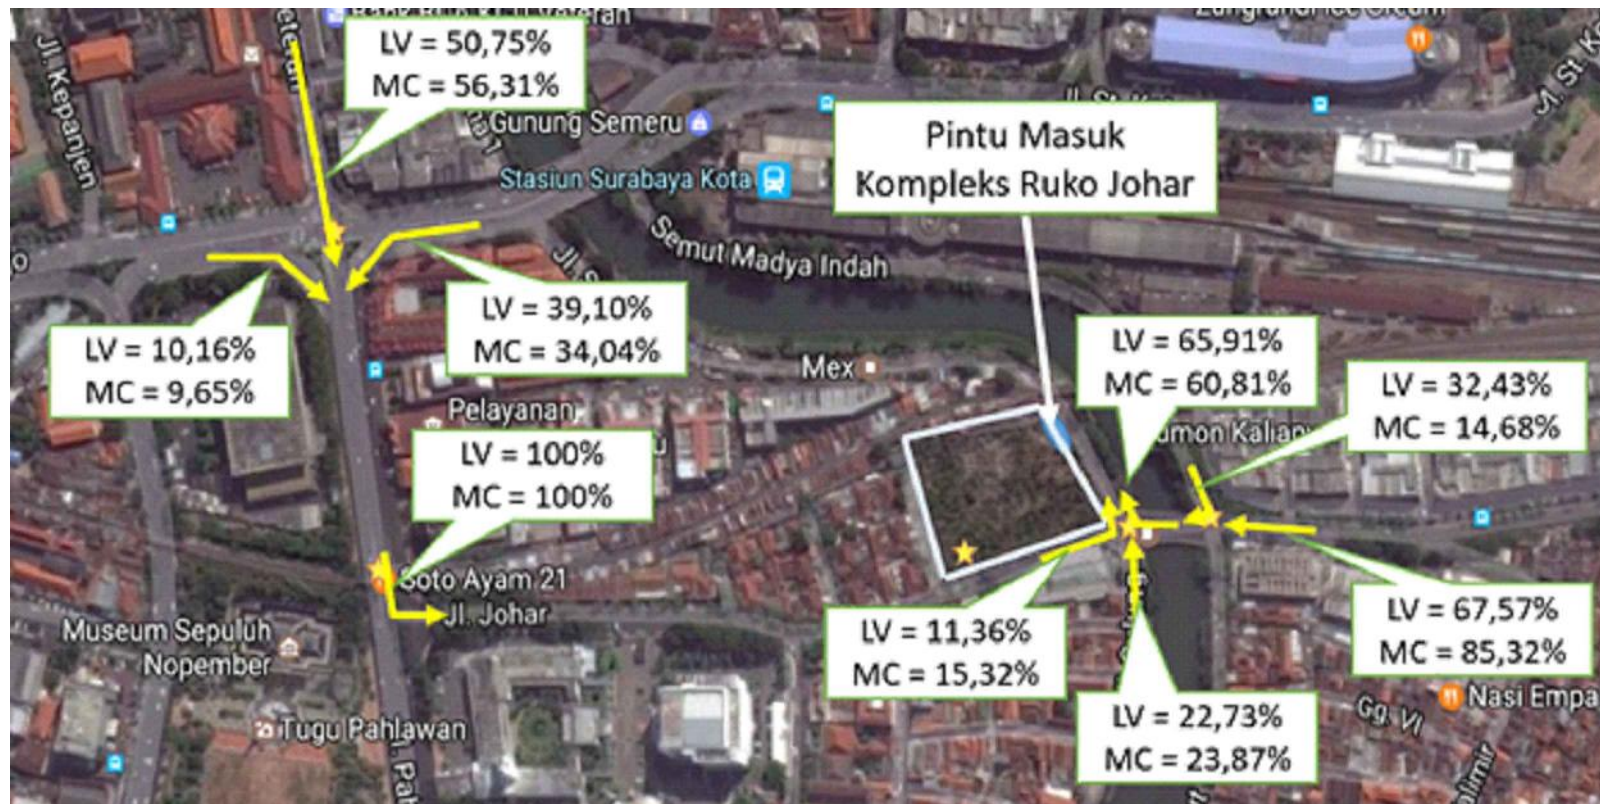 LV = 50,75%
MC = 56,31%
Jl. Kepanjen
Gunung Semeru
Stasiun Surabaya Kota
Pintu Masuk
Kompleks Ruko Johar
Semut Madya Indah
LV = 39,10%
MC = 34,04%
LV = 10,16%
MC = 9,65%
LV = 65,91%
MC = 60,81%
Mex
LV = 32,43%
MC = 14,68%
Pelayanan
LV = 100%
MC = 100%
Soto Ayam 21
Jl. Johar
Museum Sepuluh
Nopember
LV = 11,36%
MC = 15,32%
LV = 67,57%
MC = 85,32%
Nasi Empa
Gg. VI
Tugu Pahlawan
LV = 22,73%
MC = 23,87%